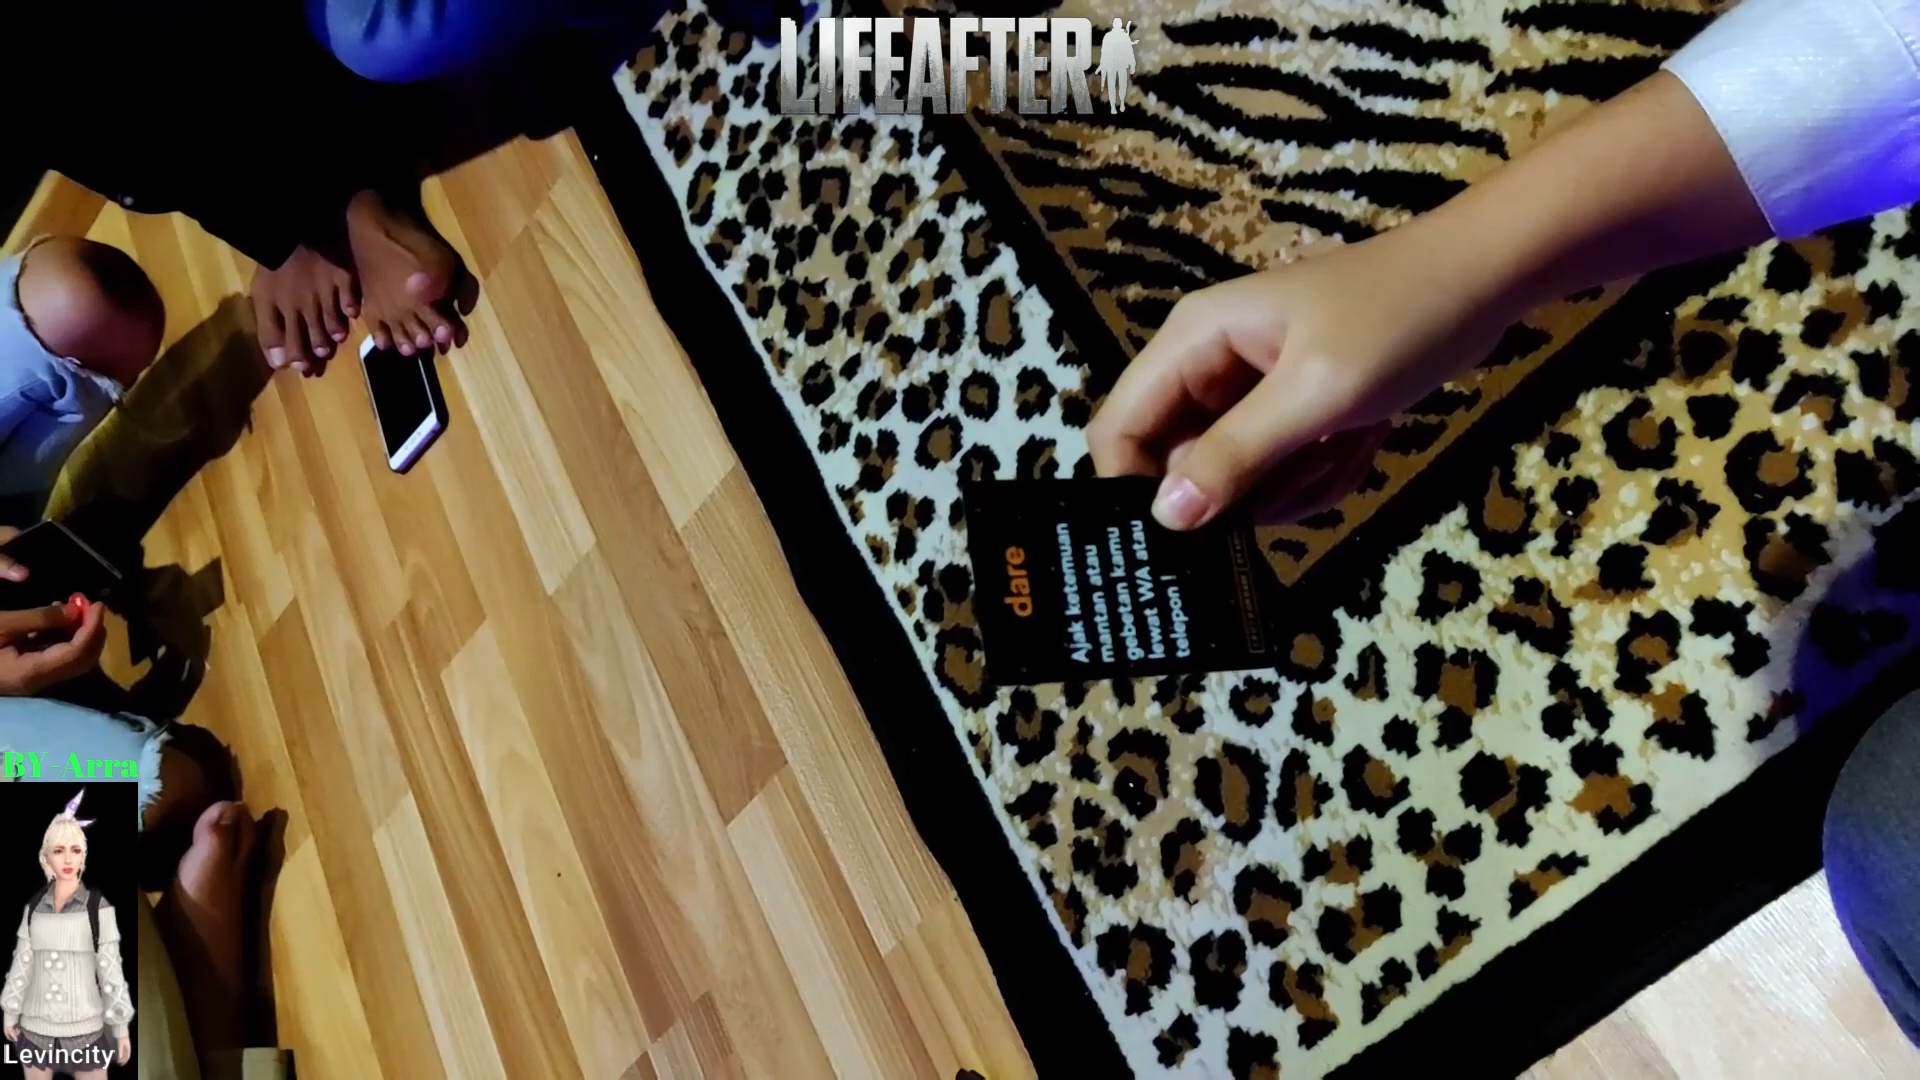 LIFEAFTER
dare
Ajak ketemuan
mantan atau
gebetan kamu
lewat WA atau
telepon !
BY-Arra
Levincity